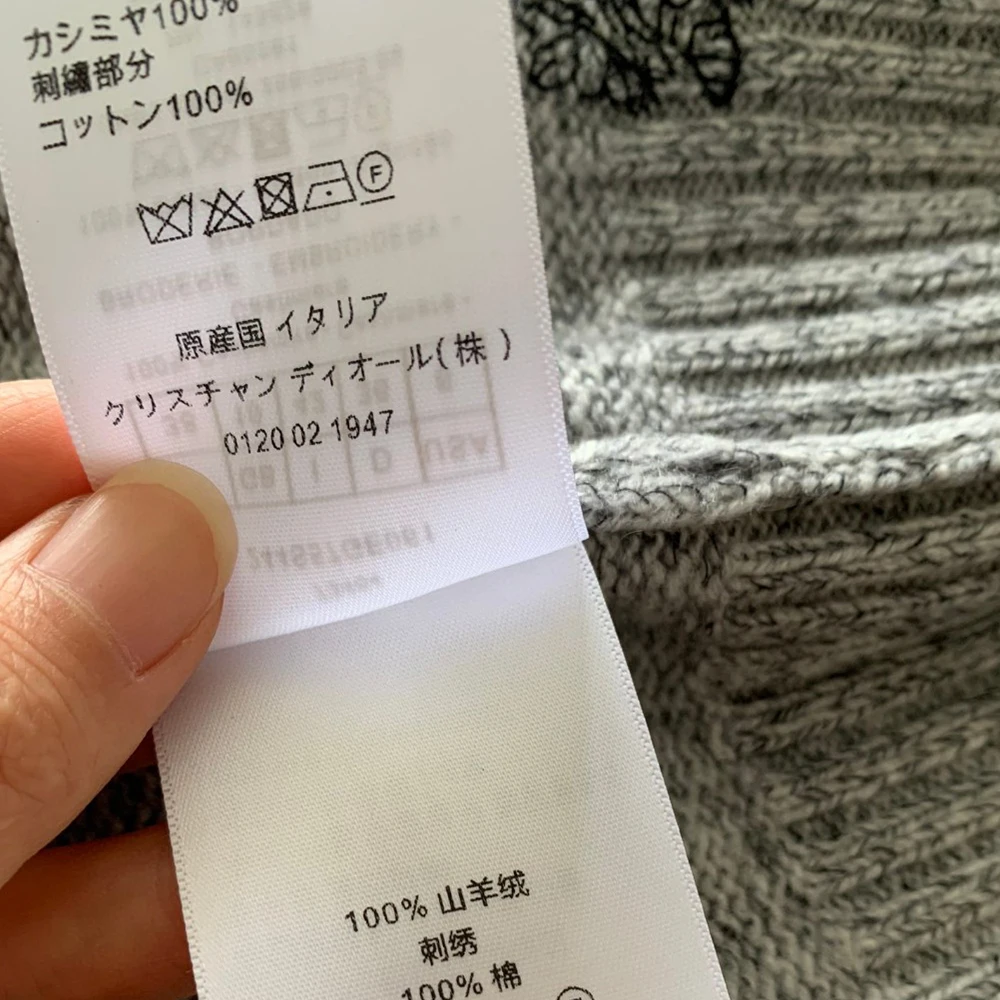 カシミヤ100%
刺繍部分
コットン100%
F
原産国 イタリア
クリスチャン ディオール(株)
0120 02 1947
100% 山羊绒
刺绣
100% 棉